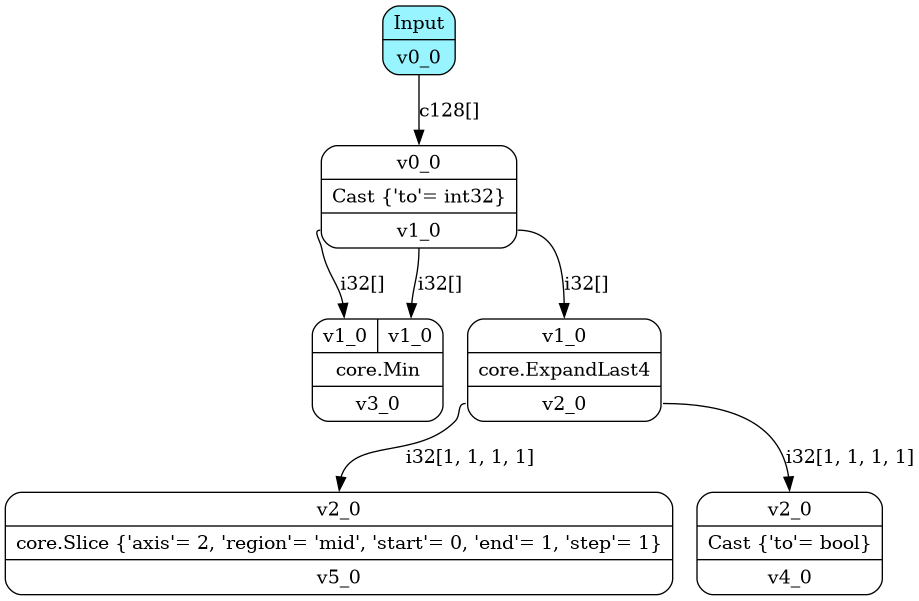 Input
v0_0
c128[]
v0_0
Cast {'to'= int32}
v1_0
i32[]
i32[]
i32[]
v1_0
v1_0
core.Min
v3_0
v1_0
core.ExpandLast4
v2_0
i32[1, 1, 1, 1]
i32[1, 1, 1, 1]
v2_0
core.Slice {'axis'= 2, 'region'= 'mid', 'start'= 0, 'end'= 1, 'step'= 1}
v5_0
v2_0
Cast {'to'= bool}
v4_0